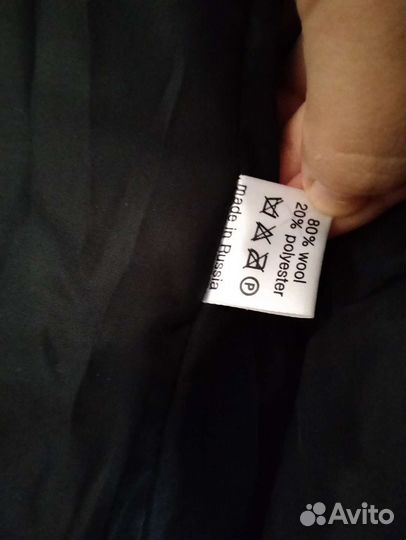 80% wool
20% polyester
P
made in Russia
Avito